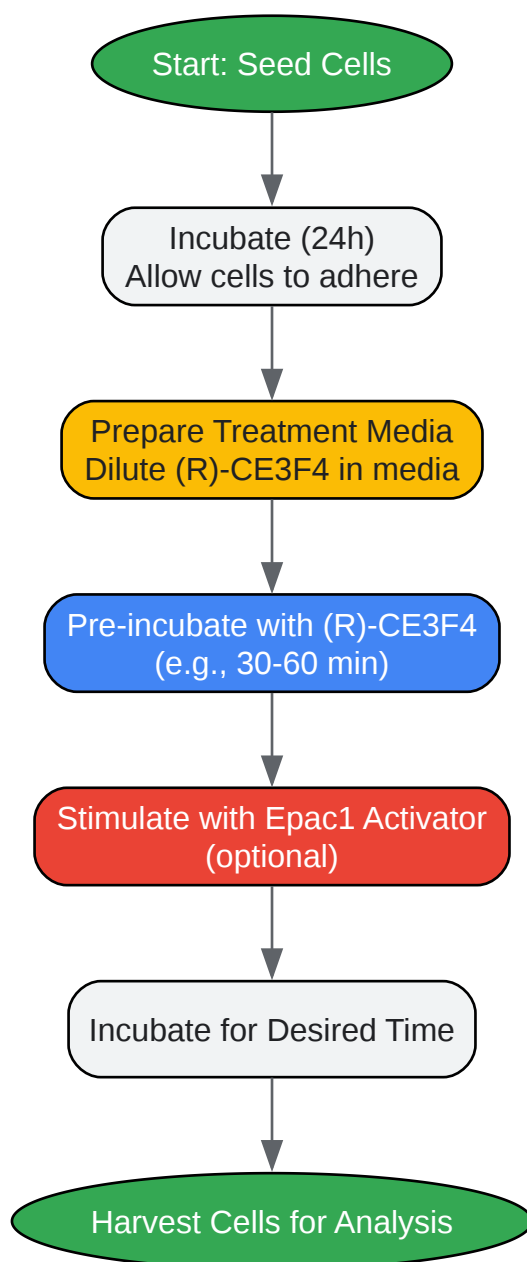 Start: Seed Cells
Incubate (24h)
Allow cells to adhere
Prepare Treatment Media
Dilute (R)-CE3F4 in media
Pre-incubate with (R)-CE3F4
(e.g., 30-60 min)
Stimulate with Epac1 Activator
(optional)
Incubate for Desired Time
Harvest Cells for Analysis